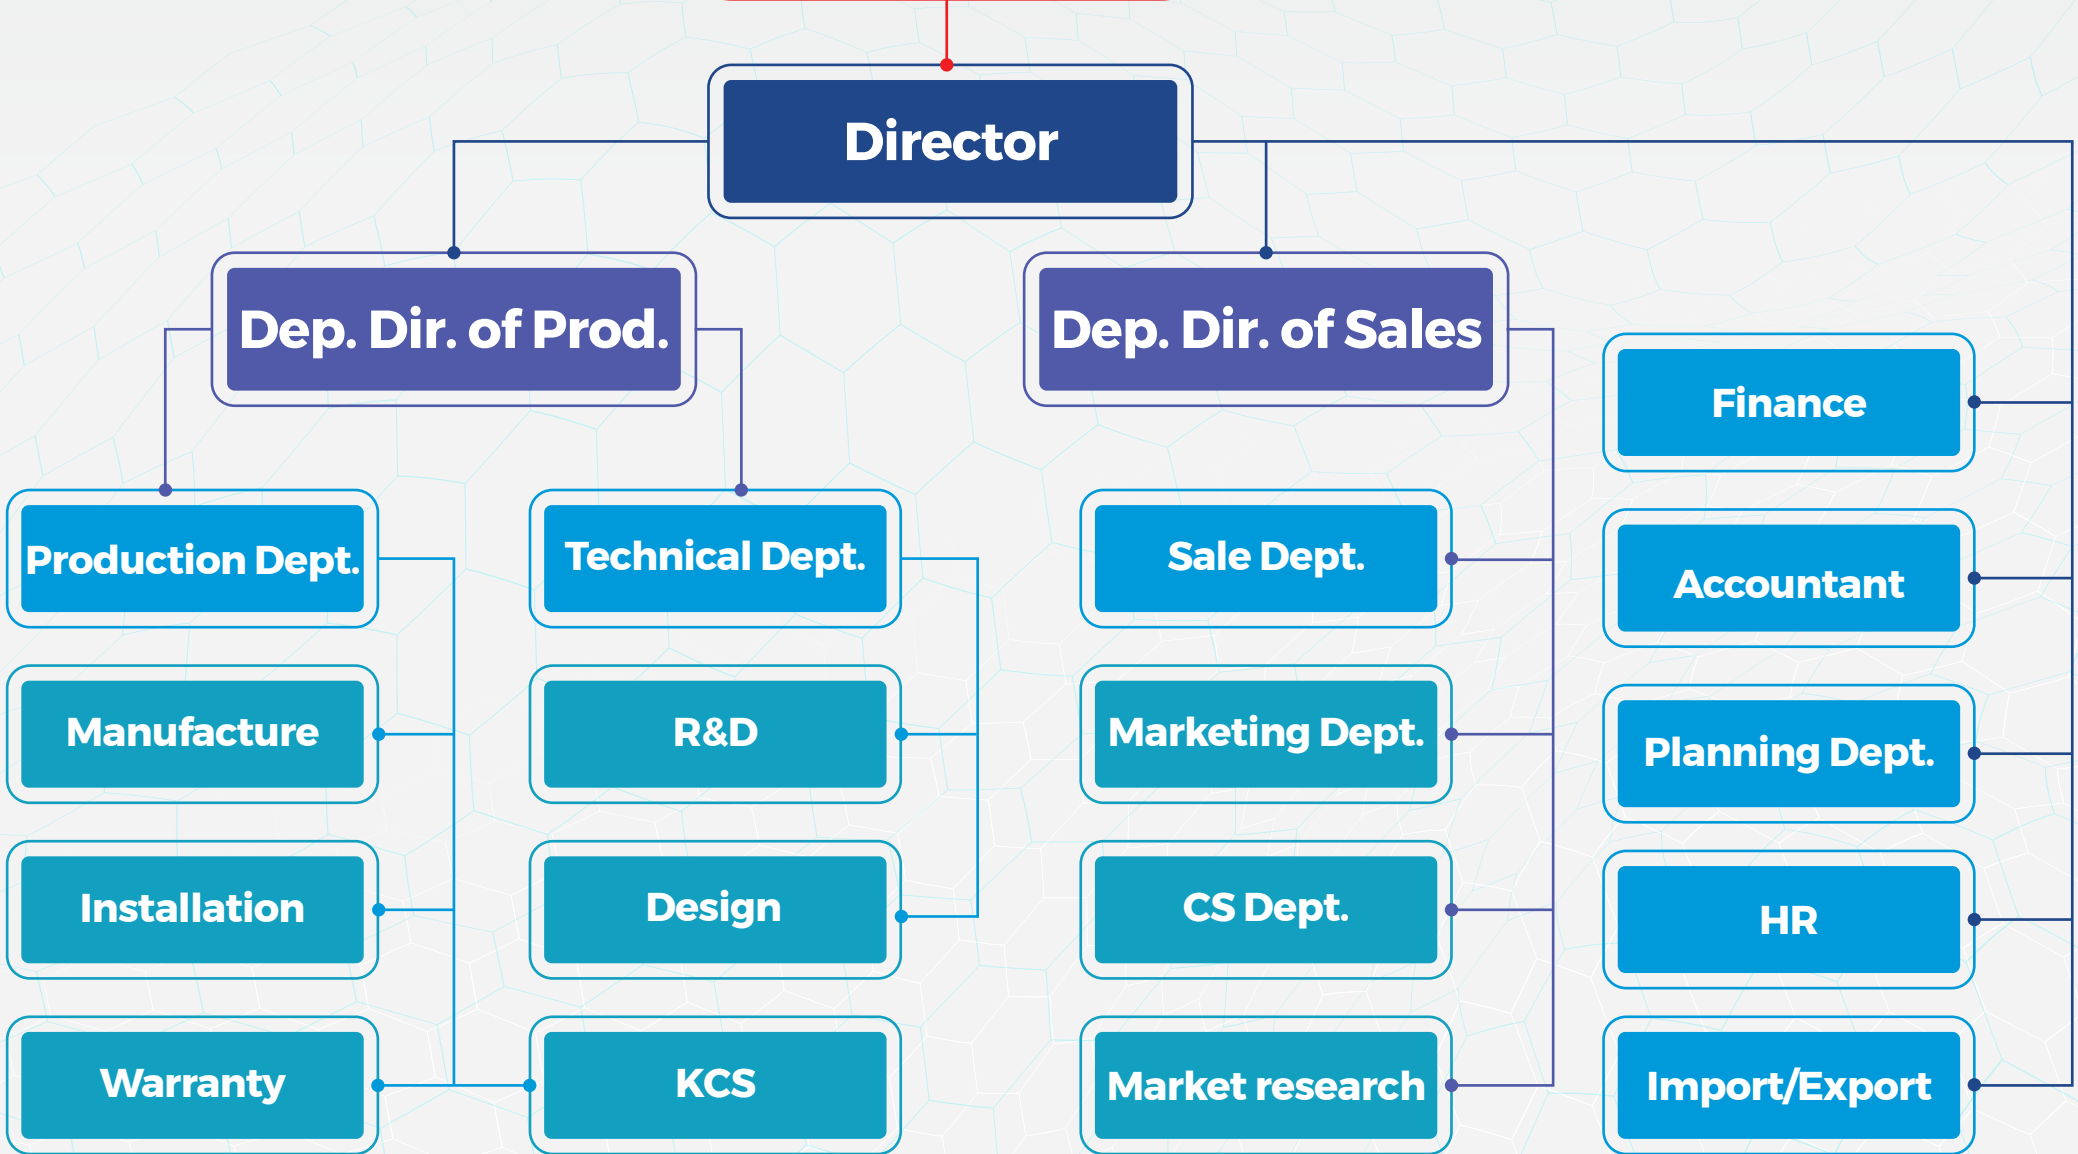 Director
Dep. Dir. of Prod.
Dep. Dir. of Sales
Finance
Production Dept.
Technical Dept.
Sale Dept.
Accountant
Manufacture
R&D
Marketing Dept.
Planning Dept.
Installation
Design
CS Dept.
HR
Warranty
KCS
Market research
Import/Export